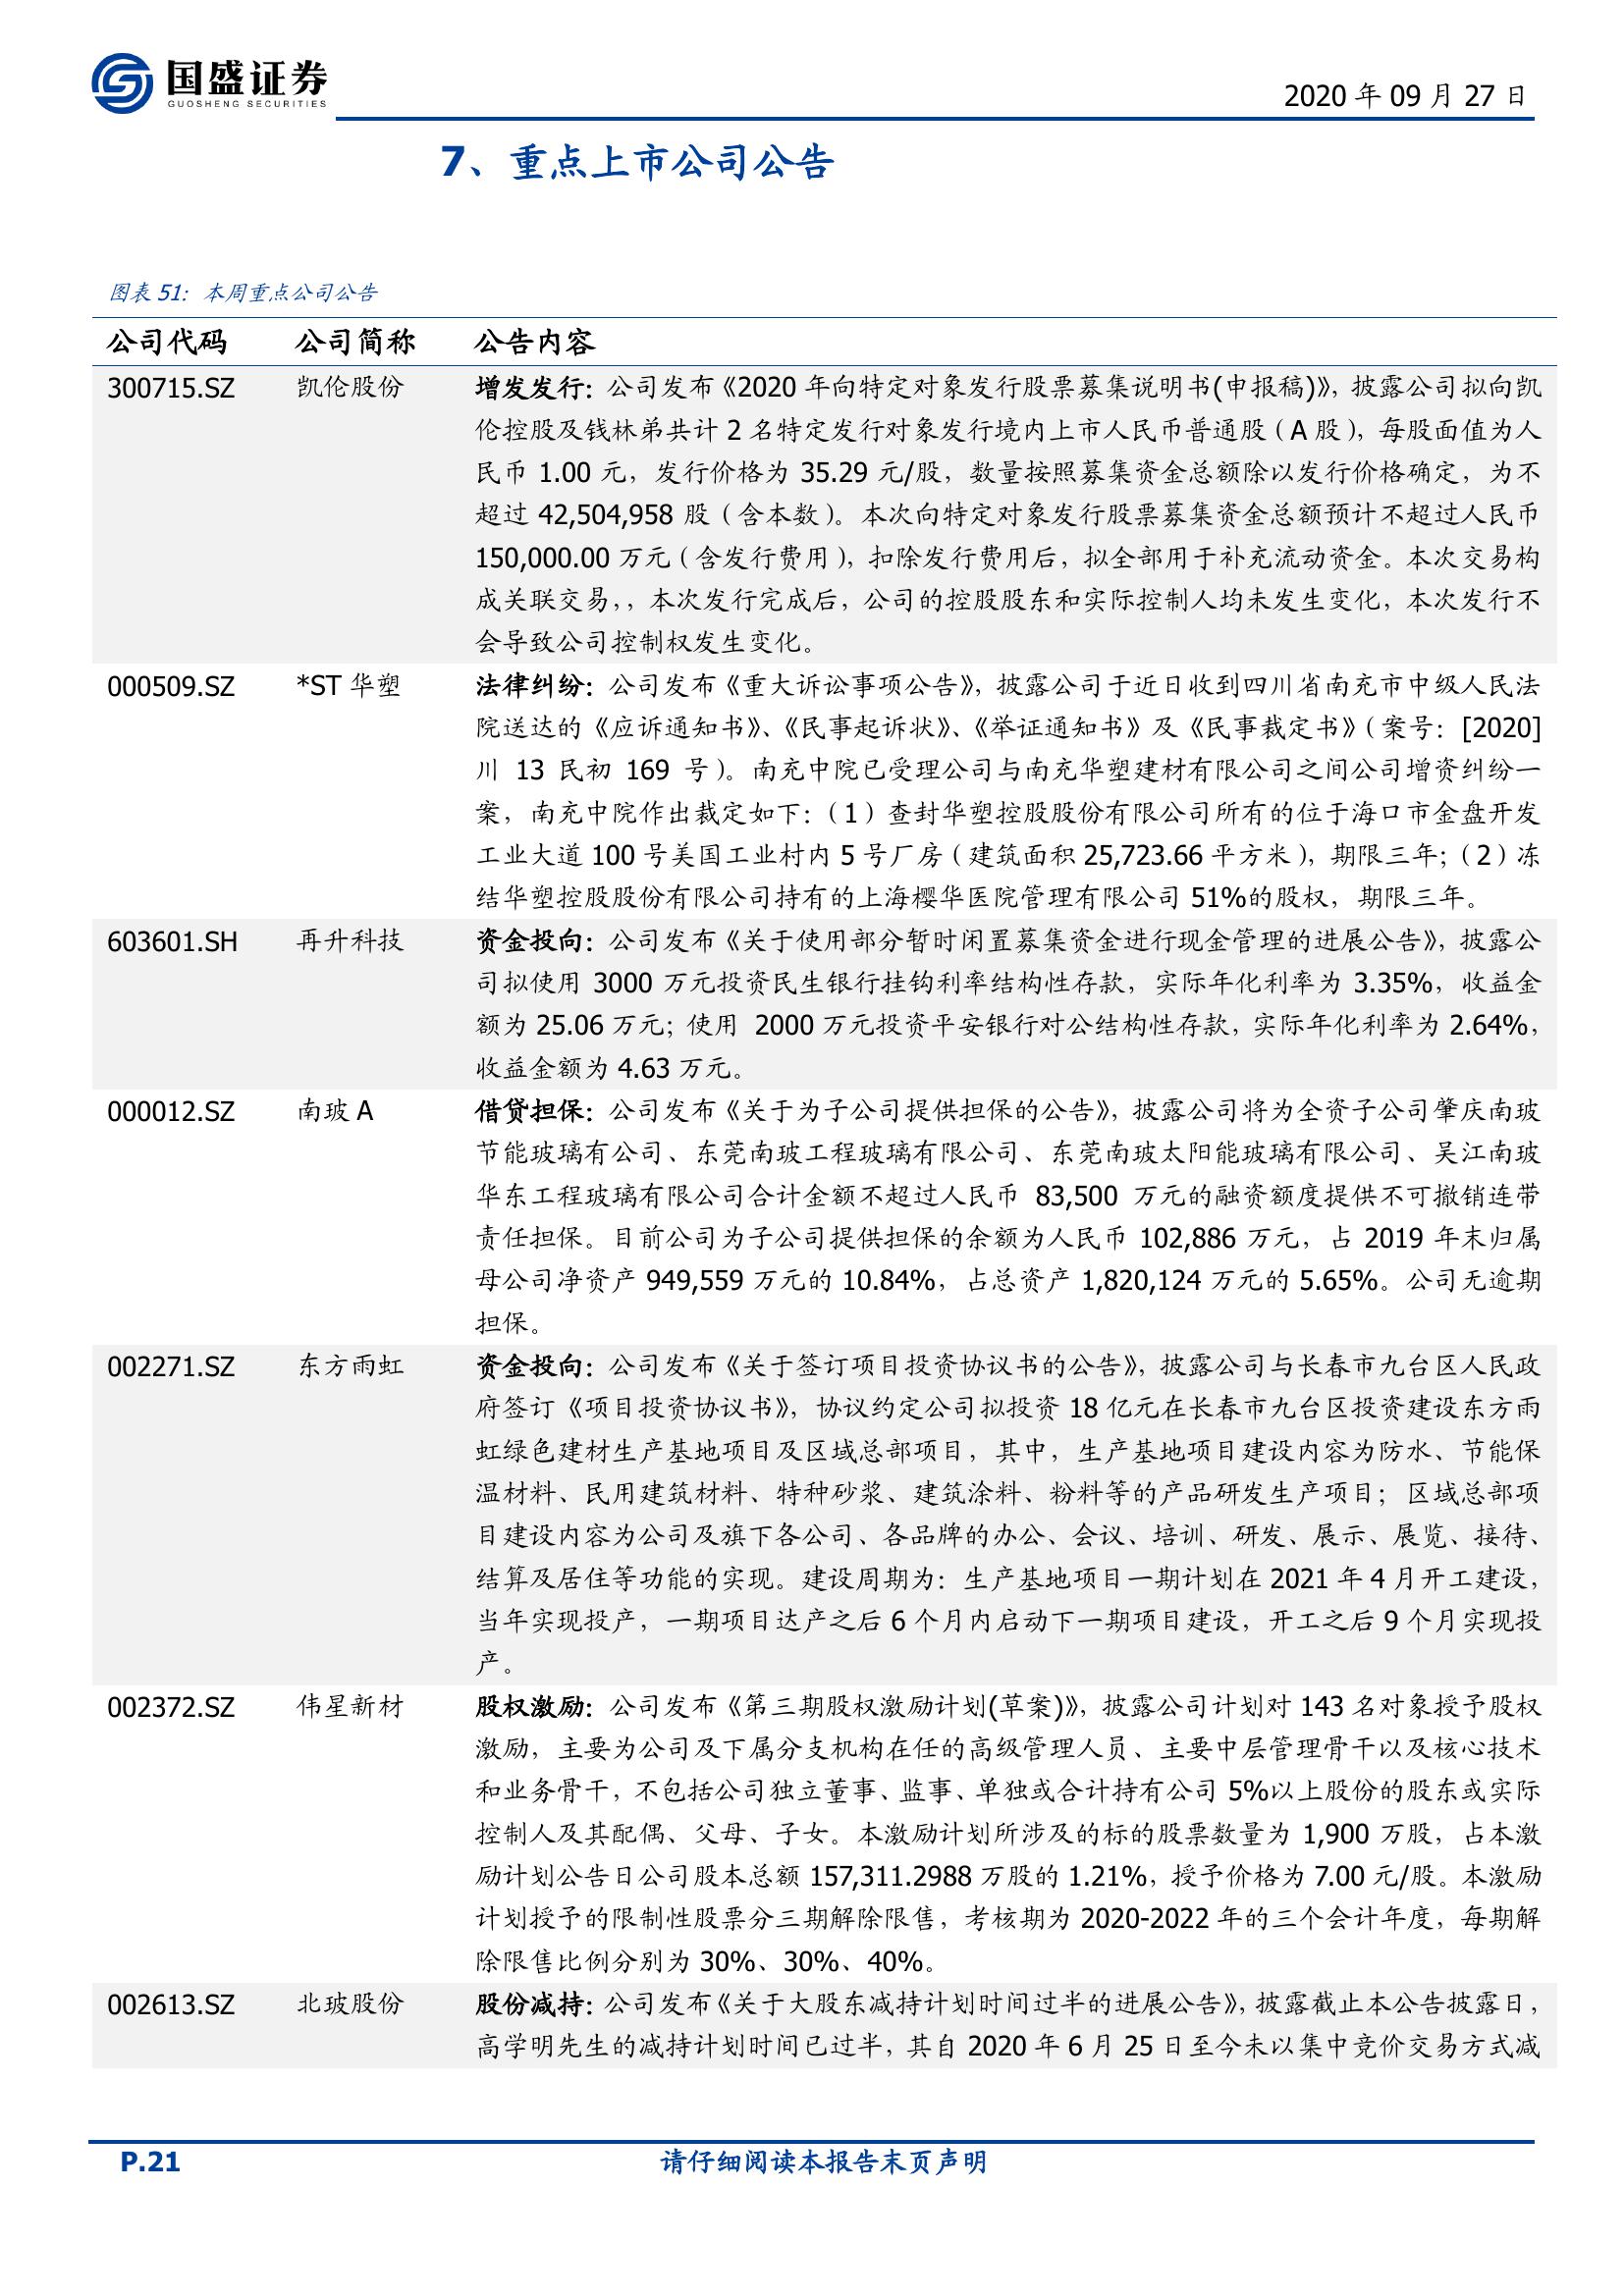 国盛证券
GUOSHENG SECURITIES
2020 年 09 月 27 日
7、重点上市公司公告
图表 51：本周重点公司公告
公司代码 公司简称 公告内容
300715.SZ 凯伦股份 增发发行：公司发布《2020 年向特定对象发行股票募集说明书(申报稿)》，披露公司拟向凯
伦控股及钱林弟共计 2 名特定发行对象发行境内上市人民币普通股（A 股），每股面值为人
民币 1.00 元，发行价格为 35.29 元/股，数量按照募集资金总额除以发行价格确定，为不
超过 42,504,958 股（含本数）。本次向特定对象发行股票募集资金总额预计不超过人民币
150,000.00 万元（含发行费用），扣除发行费用后，拟全部用于补充流动资金。本次交易构
成关联交易，，本次发行完成后，公司的控股股东和实际控制人均未发生变化，本次发行不
会导致公司控制权发生变化。
000509.SZ *ST 华塑 法律纠纷：公司发布《重大诉讼事项公告》，披露公司于近日收到四川省南充市中级人民法
院送达的《应诉通知书》、《民事起诉状》、《举证通知书》及《民事裁定书》（案号：[2020]
川 13 民初 169 号）。南充中院已受理公司与南充华塑建材有限公司之间公司增资纠纷一
案，南充中院作出裁定如下：（1）查封华塑控股股份有限公司所有的位于海口市金盘开发
工业大道 100 号美国工业村内 5 号厂房（建筑面积 25,723.66 平方米），期限三年；（2）冻
结华塑控股股份有限公司持有的上海樱华医院管理有限公司 51%的股权，期限三年。
603601.SH 再升科技 资金投向：公司发布《关于使用部分暂时闲置募集资金进行现金管理的进展公告》，披露公
司拟使用 3000 万元投资民生银行挂钩利率结构性存款，实际年化利率为 3.35%，收益金
额为 25.06 万元；使用 2000 万元投资平安银行对公结构性存款，实际年化利率为 2.64%，
收益金额为 4.63 万元。
000012.SZ 南玻 A 借贷担保：公司发布《关于为子公司提供担保的公告》，披露公司将为全资子公司肇庆南玻
节能玻璃有公司、东莞南玻工程玻璃有限公司、东莞南玻太阳能玻璃有限公司、吴江南玻
华东工程玻璃有限公司合计金额不超过人民币 83,500 万元的融资额度提供不可撤销连带
责任担保。目前公司为子公司提供担保的余额为人民币 102,886 万元，占 2019 年末归属
母公司净资产 949,559 万元的 10.84%，占总资产 1,820,124 万元的 5.65%。公司无逾期
担保。
002271.SZ 东方雨虹 资金投向：公司发布《关于签订项目投资协议书的公告》，披露公司与长春市九台区人民政
府签订《项目投资协议书》，协议约定公司拟投资 18 亿元在长春市九台区投资建设东方雨
虹绿色建材生产基地项目及区域总部项目，其中，生产基地项目建设内容为防水、节能保
温材料、民用建筑材料、特种砂浆、建筑涂料、粉料等的产品研发生产项目；区域总部项
目建设内容为公司及旗下各公司、各品牌的办公、会议、培训、研发、展示、展览、接待、
结算及居住等功能的实现。建设周期为：生产基地项目一期计划在 2021 年 4 月开工建设，
当年实现投产，一期项目达产之后 6 个月内启动下一期项目建设，开工之后 9 个月实现投
产。
002372.SZ 伟星新材 股权激励：公司发布《第三期股权激励计划(草案)》，披露公司计划对 143 名对象授予股权
激励，主要为公司及下属分支机构在任的高级管理人员、主要中层管理骨干以及核心技术
和业务骨干，不包括公司独立董事、监事、单独或合计持有公司 5%以上股份的股东或实际
控制人及其配偶、父母、子女。本激励计划所涉及的标的股票数量为 1,900 万股，占本激
励计划公告日公司股本总额 157,311.2988 万股的 1.21%，授予价格为 7.00 元/股。本激励
计划授予的限制性股票分三期解除限售，考核期为 2020-2022 年的三个会计年度，每期解
除限售比例分别为 30%、30%、40%。
002613.SZ 北玻股份 股份减持：公司发布《关于大股东减持计划时间过半的进展公告》，披露截止本公告披露日，
高学明先生的减持计划时间已过半，其自 2020 年 6 月 25 日至今未以集中竞价交易方式减
P.21 请仔细阅读本报告末页声明